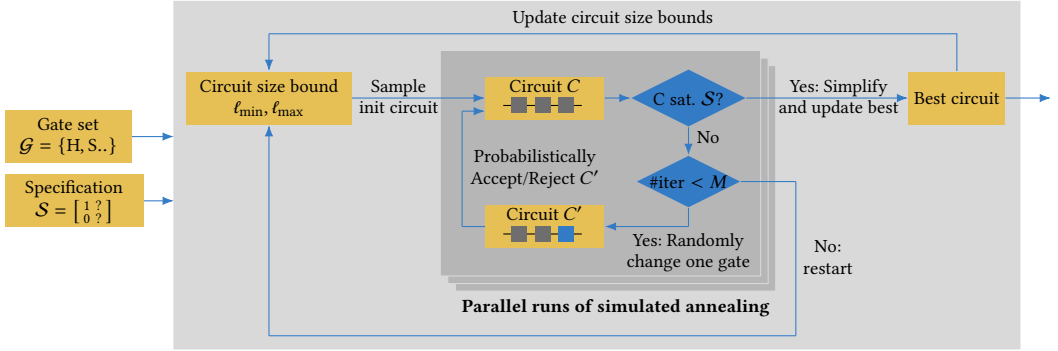 Update circuit size bounds
Circuit size bound
ℓmin, ℓmax
Sample
init circuit
Circuit C
C sat. 𝒮?
Yes: Simplify
and update best
Best circuit
Gate set
𝒢 = {H, S..}
Specification
𝒮 = [1 ?
0 ?]
No
Probabilistically
Accept/Reject C′
#iter < M
Circuit C′
Yes: Randomly
change one gate
No:
restart
Parallel runs of simulated annealing